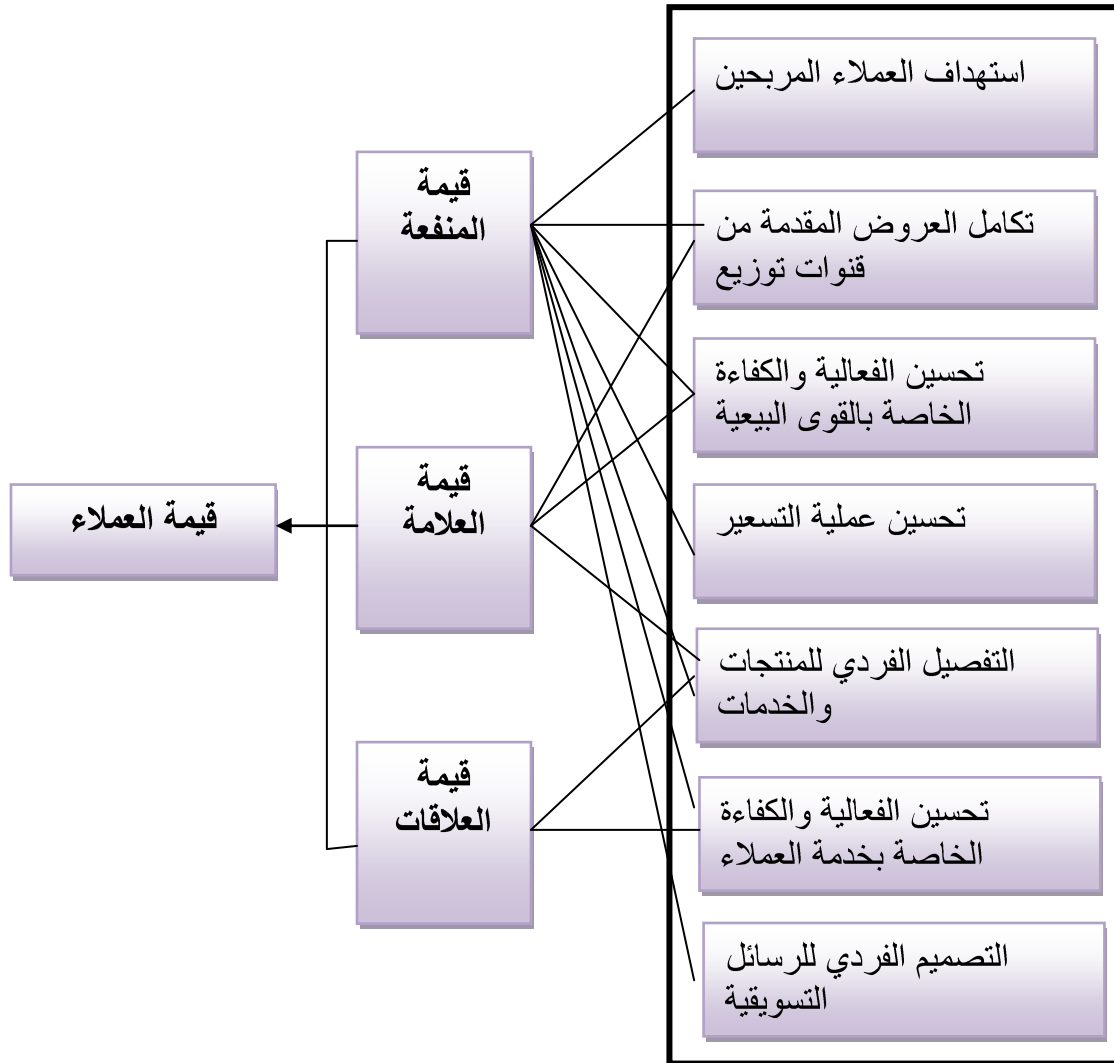 استهداف العملاء المربحين
تكامل العروض المقدمة من
قنوات توزيع
تحسين الفعالية والكفاءة
الخاصة بالقوى البيعية
تحسين عملية التسعير
التفصيل الفردي للمنتجات
والخدمات
تحسين الفعالية والكفاءة
الخاصة بخدمة العملاء
التصميم الفردي للرسائل
التسويقية
قيمة
المنفعة
قيمة
العلامة
قيمة
العلاقات
قيمة العملاء